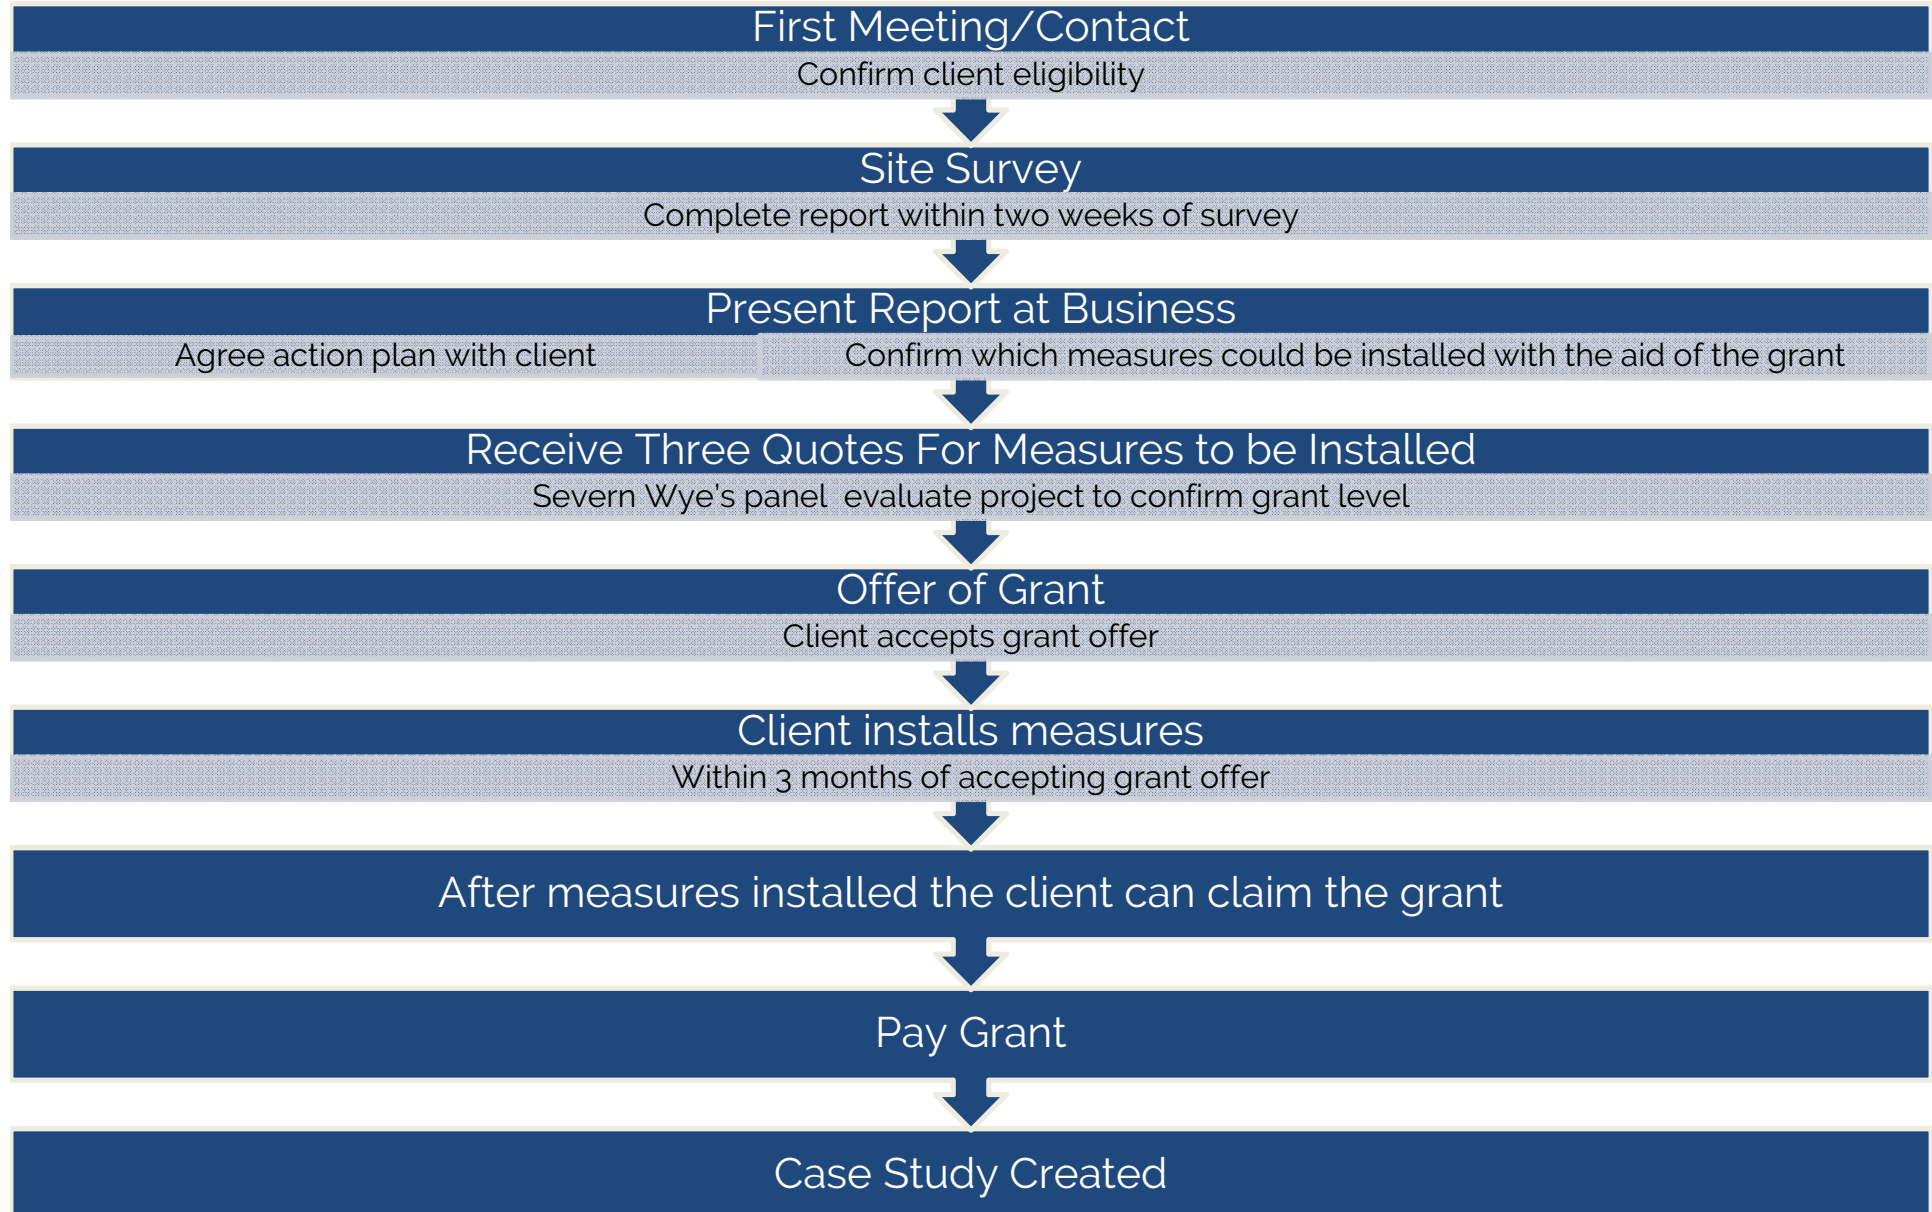 First Meeting/Contact
Confirm client eligibility
Site Survey
Complete report within two weeks of survey
Present Report at Business
Agree action plan with client
Confirm which measures could be installed with the aid of the grant
Receive Three Quotes For Measures to be Installed
Severn Wye's panel evaluate project to confirm grant level
Offer of Grant
Client accepts grant offer
Client installs measures
Within 3 months of accepting grant offer
After measures installed the client can claim the grant
Pay Grant
Case Study Created